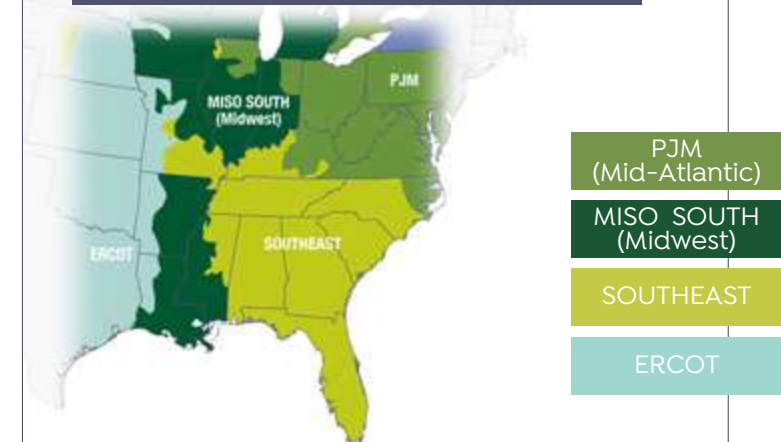 PJM
MISO SOUTH
(Midwest)
ERCOT
SOUTHEAST
PJM
(Mid-Atlantic)
MISO SOUTH
(Midwest)
SOUTHEAST
ERCOT